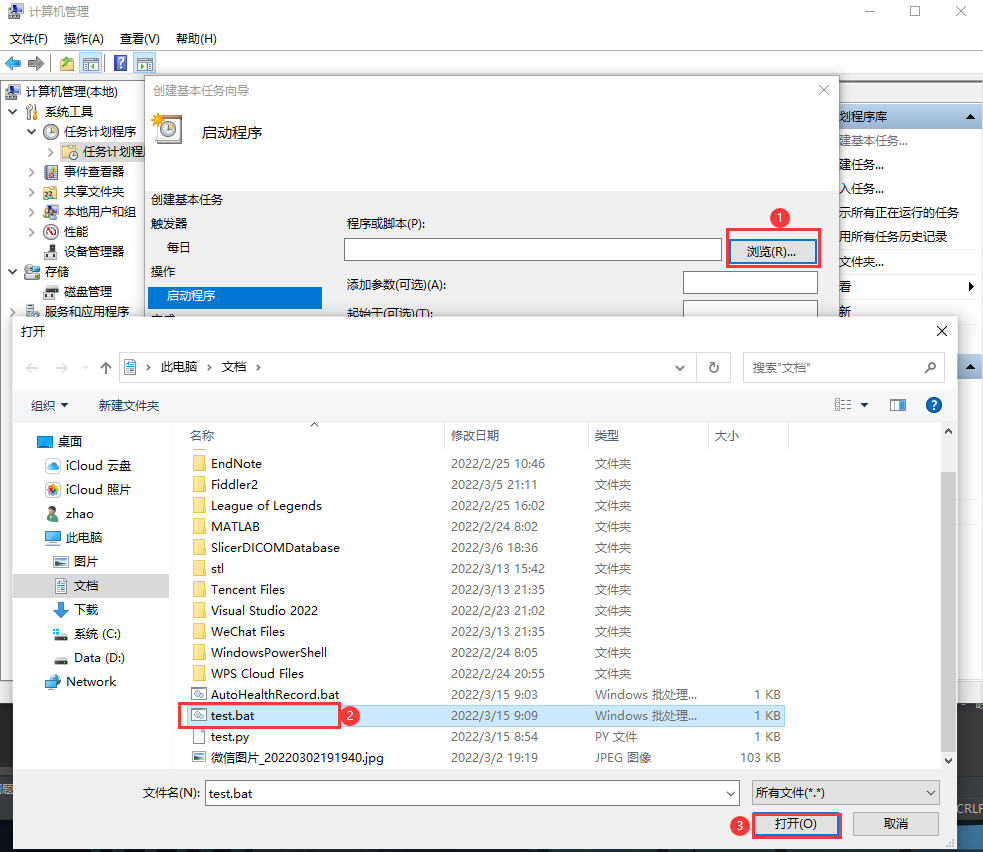 计算机管理
文件(F) 操作(A) 查看(V) 帮助(H)
计算机管理(本地)
系统工具
任务计划程序
任务计划程
事件查看器
共享文件夹
本地用户和组
性能
设备管理器
存储
磁盘管理
服务和应用程序
创建基本任务向导
启动程序
创建基本任务
触发器
每日
操作
启动程序
程序或脚本(P):
1
浏览(R)...
添加参数(可选)(A):
起始于(可选)(T):
划程序库
建基本任务...
建任务...
入任务...
示所有正在运行的任务
用所有任务历史记录
文件夹...
看
新
打开
此电脑 文档
搜索"文档"
组织 新建文件夹
桌面
iCloud 云盘
iCloud 照片
zhao
此电脑
图片
文档
下载
系统 (C:)
Data (D:)
Network
名称 修改日期 类型 大小
EndNote 2022/2/25 10:46 文件夹
Fiddler2 2022/3/5 21:11 文件夹
League of Legends 2022/2/25 16:02 文件夹
MATLAB 2022/2/24 8:02 文件夹
SlicerDICOMDatabase 2022/3/6 18:36 文件夹
stl 2022/3/13 15:42 文件夹
Tencent Files 2022/3/13 21:35 文件夹
Visual Studio 2022 2022/2/23 21:02 文件夹
WeChat Files 2022/3/13 21:35 文件夹
WindowsPowerShell 2022/2/24 8:05 文件夹
WPS Cloud Files 2022/2/24 20:55 文件夹
AutoHealthRecord.bat 2022/3/15 9:03 Windows 批处理... 1 KB
test.bat 2 2022/3/15 9:09 Windows 批处理... 1 KB
test.py 2022/3/15 8:54 PY 文件 1 KB
微信图片_20220302191940.jpg 2022/3/2 19:19 JPEG 图像 103 KB
文件名(N): test.bat 所有文件(*.*)
3 打开(O) 取消
CRLF